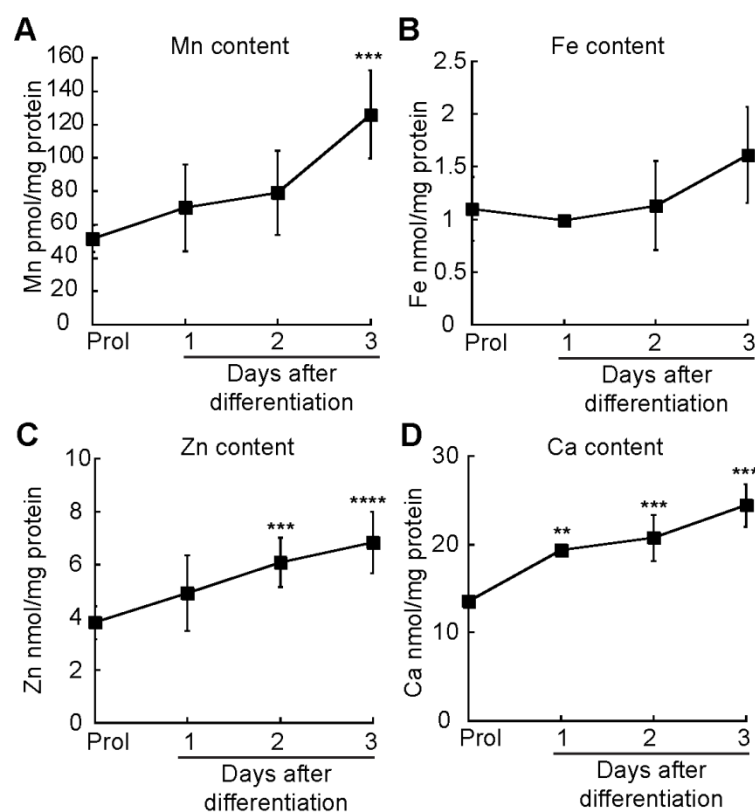 A
Mn content
Mn pmol/mg protein
160
140
120
100
80
60
40
20
0
***
Prol 1 2 3
Days after
differentiation
B
Fe content
Fe nmol/mg protein
2.5
2
1.5
1
0.5
0
Prol 1 2 3
Days after
differentiation
C
Zn content
Zn nmol/mg protein
10
8
6
4
2
0
*** ****
Prol 1 2 3
Days after
differentiation
D
Ca content
Ca nmol/mg protein
30
20
10
0
** *** ***
Prol 1 2 3
Days after
differentiation